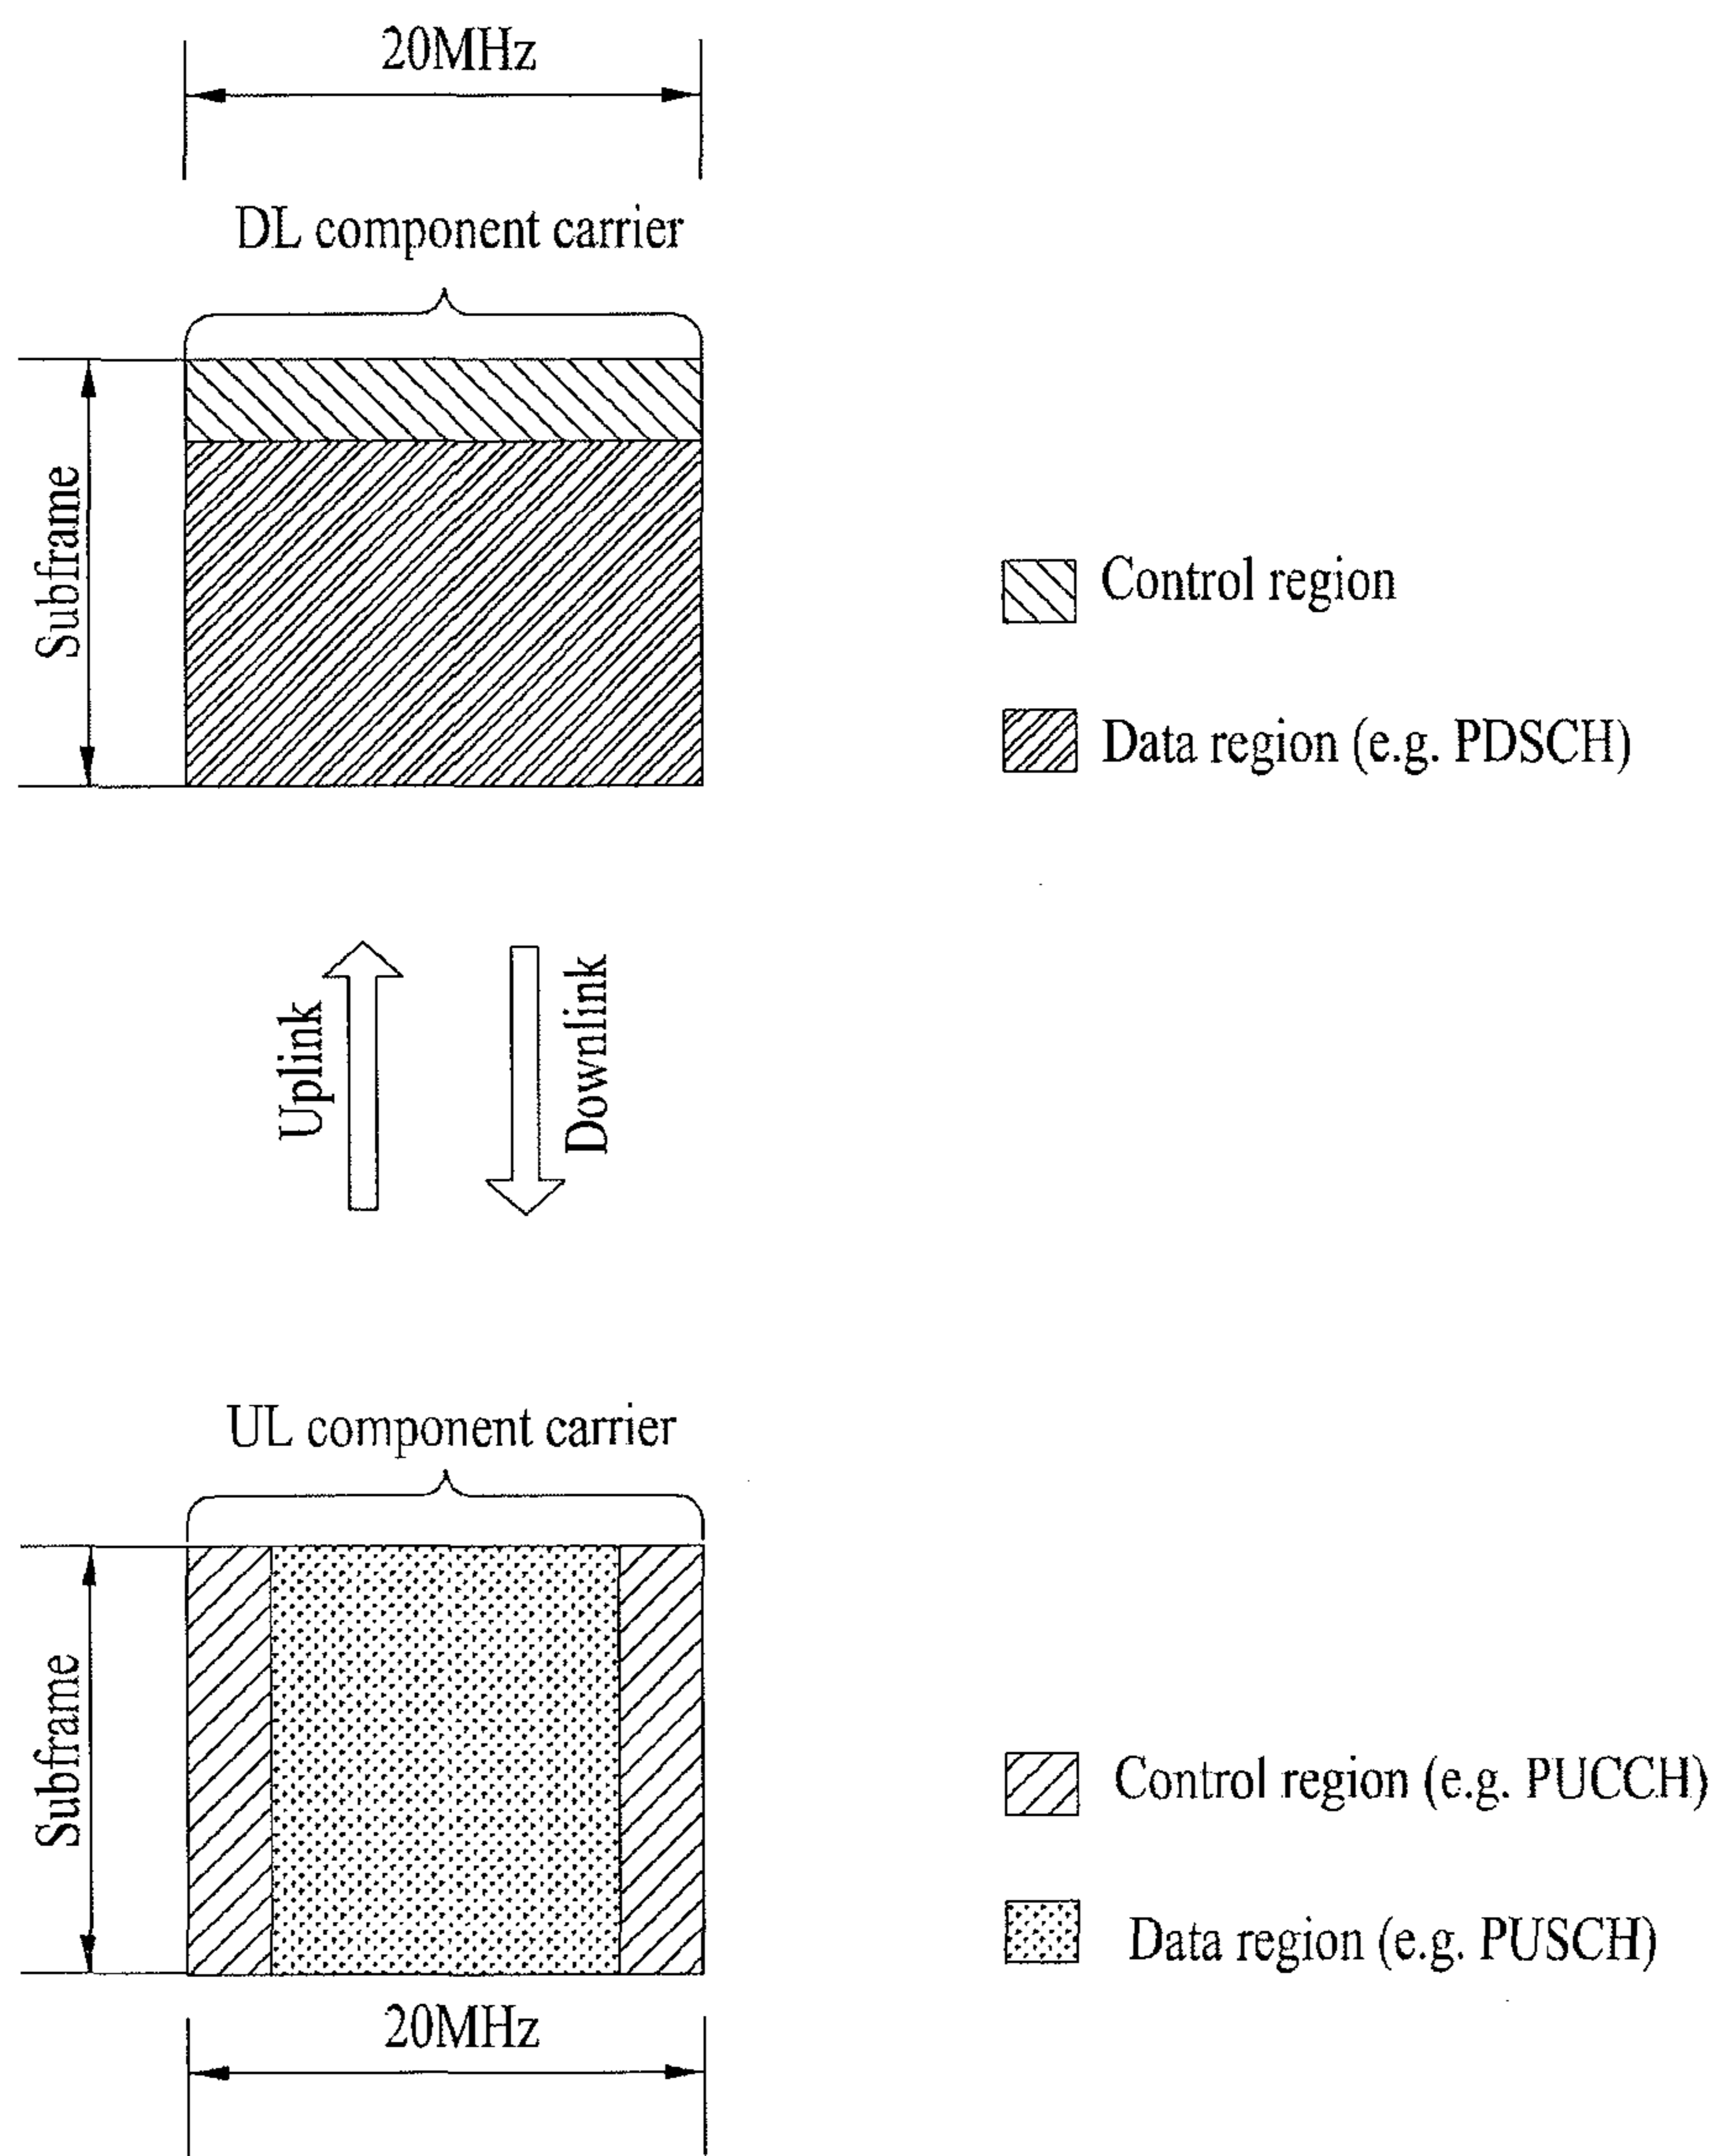 20MHz
DL component carrier
Subframe
Control region
Data region (e.g. PDSCH)
Uplink
Downlink
UL component carrier
Subframe
Control region (e.g. PUCCH)
Data region (e.g. PUSCH)
20MHz